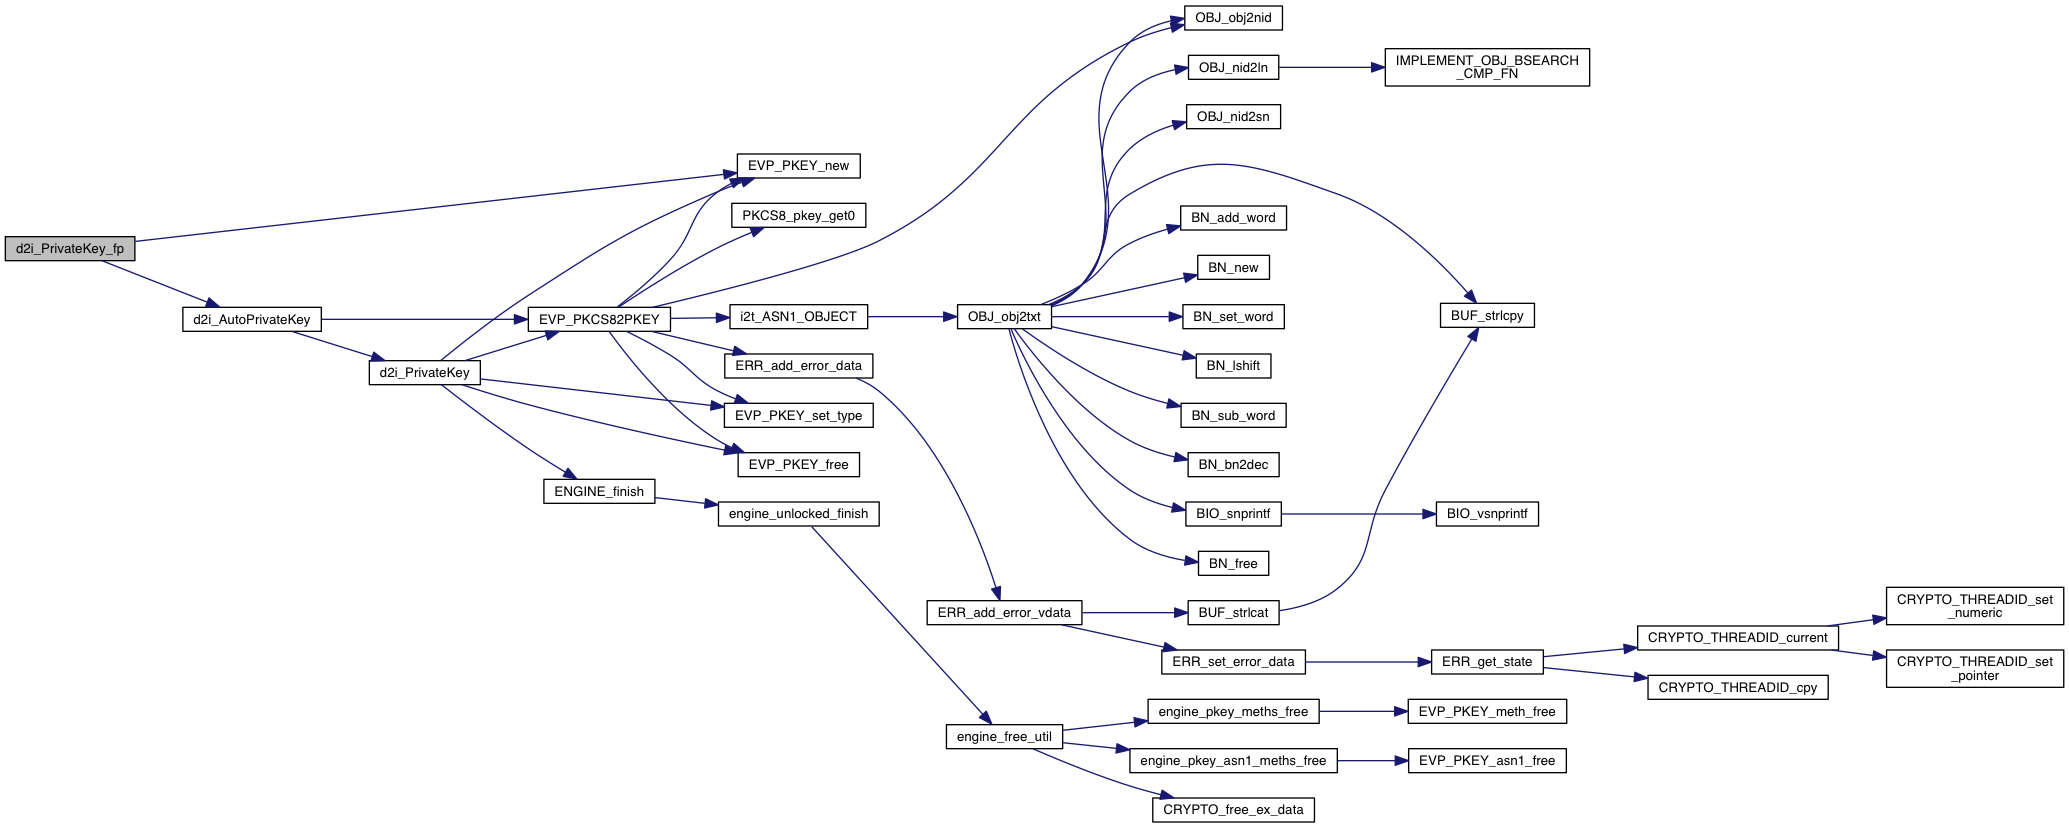 OBJ_obj2nid
OBJ_nid2ln
IMPLEMENT_OBJ_BSEARCH
_CMP_FN
OBJ_nid2sn
EVP_PKEY_new
PKCS8_pkey_get0
BN_add_word
d2i_PrivateKey_fp
BN_new
d2i_AutoPrivateKey
EVP_PKCS82PKEY
i2t_ASN1_OBJECT
OBJ_obj2txt
BN_set_word
BUF_strlcpy
d2i_PrivateKey
ERR_add_error_data
BN_lshift
EVP_PKEY_set_type
BN_sub_word
EVP_PKEY_free
BN_bn2dec
ENGINE_finish
engine_unlocked_finish
BIO_snprintf
BIO_vsnprintf
BN_free
ERR_add_error_vdata
BUF_strlcat
CRYPTO_THREADID_set
_numeric
CRYPTO_THREADID_current
ERR_set_error_data
ERR_get_state
CRYPTO_THREADID_set
_pointer
CRYPTO_THREADID_cpy
engine_pkey_meths_free
EVP_PKEY_meth_free
engine_free_util
engine_pkey_asn1_meths_free
EVP_PKEY_asn1_free
CRYPTO_free_ex_data